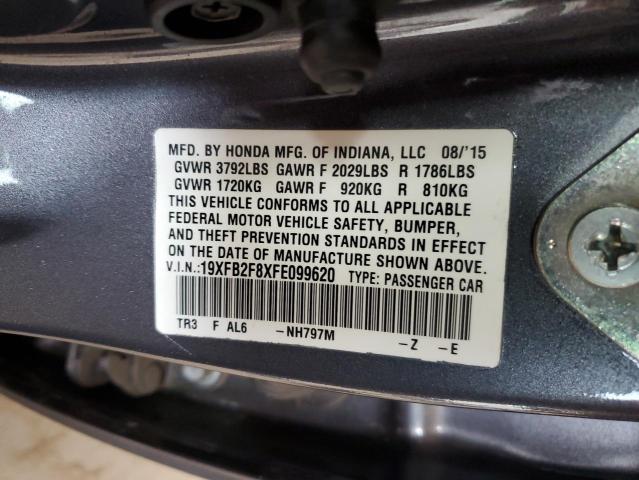 MFD. BY HONDA MFG. OF INDIANA, LLC 08/'15
GVWR 3792LBS GAWR F 2029LBS R 1786LBS
GVWR 1720KG GAWR F 920KG R 810KG
THIS VEHICLE CONFORMS TO ALL APPLICABLE
FEDERAL MOTOR VEHICLE SAFETY, BUMPER,
AND THEFT PREVENTION STANDARDS IN EFFECT
ON THE DATE OF MANUFACTURE SHOWN ABOVE.
V.I.N.:19XFB2F8XFE099620 TYPE: PASSENGER CAR
TR3 F AL6 -NH797M -Z -E